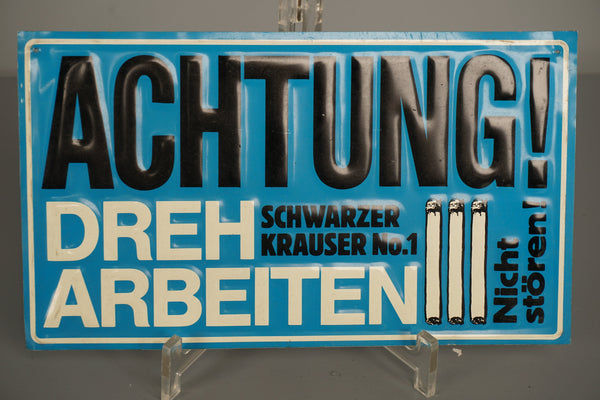 ACHTUNG!
DREH
ARBEITEN
SCHWARZER
KRAUSER No.1
Nicht
stören!